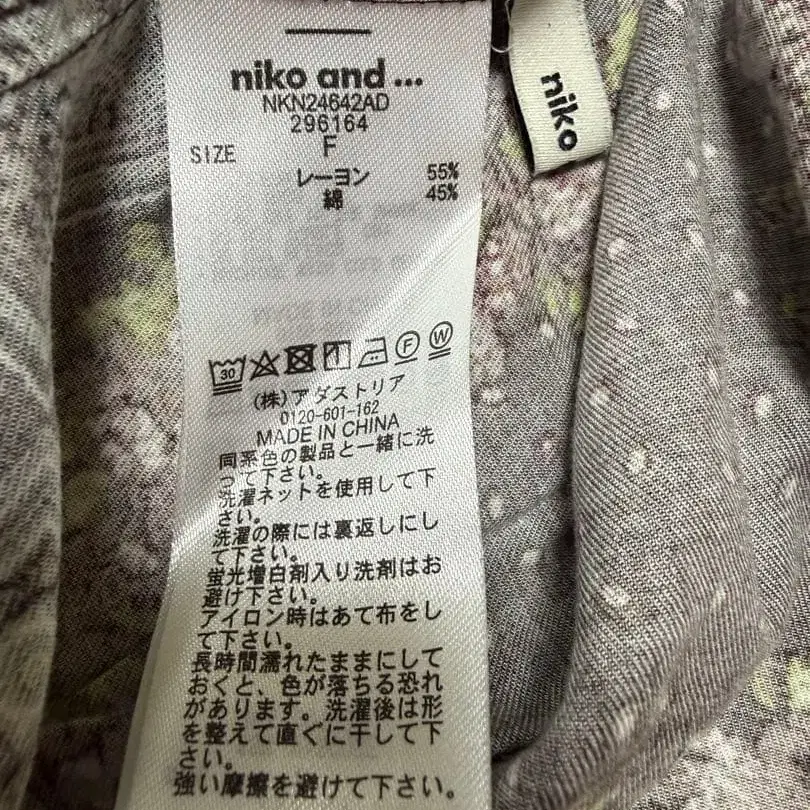 niko and ...
NKN24642AD
296164
SIZE F
レーヨン 55%
綿 45%
30 F W
(株)アダストリア
0120-601-162
MADE IN CHINA
同系色の製品と一緒に洗
って下さい。
洗濯ネットを使用して下
さい。
洗濯の際には裏返しにし
て下さい。
蛍光増白剤入り洗剤はお
避け下さい。
アイロン時はあて布をし
て下さい。
長時間濡れたままにして
おくと、色が落ちる恐れ
があります。洗濯後は形
を整えて直ぐに干して下
さい。
強い摩擦を避けて下さい。
niko